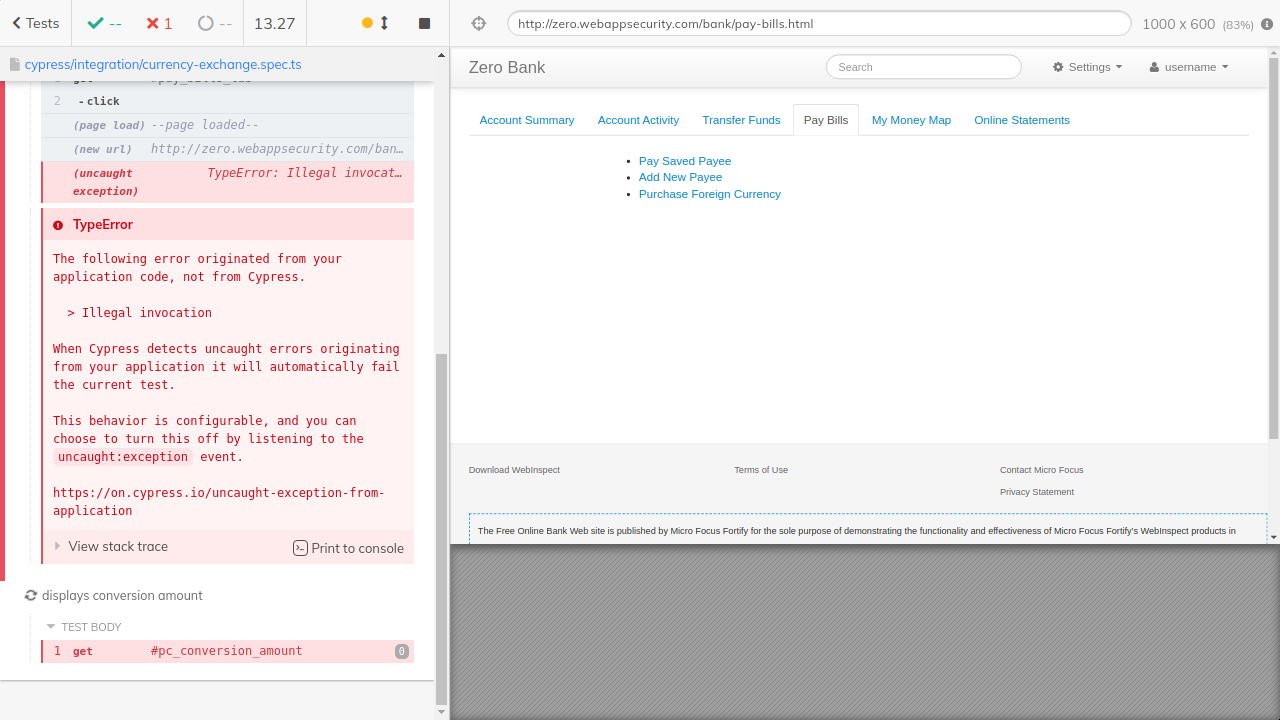 Tests
--
1
--
13.27
http://zero.webappsecurity.com/bank/pay-bills.html
1000 x 600 (83%)
cypress/integration/currency-exchange.spec.ts
get #pay_bills_tab
2 -click
(page load) --page loaded--
(new url) http://zero.webappsecurity.com/ban…
(uncaught exception) TypeError: Illegal invocat…
TypeError
The following error originated from your
application code, not from Cypress.
> Illegal invocation
When Cypress detects uncaught errors originating
from your application it will automatically fail
the current test.
This behavior is configurable, and you can
choose to turn this off by listening to the
uncaught:exception event.
https://on.cypress.io/uncaught-exception-from-
application
View stack trace
Print to console
displays conversion amount
TEST BODY
1 get #pc_conversion_amount 0
Zero Bank
Search
Settings
username
Account Summary Account Activity Transfer Funds Pay Bills My Money Map Online Statements
Pay Saved Payee
Add New Payee
Purchase Foreign Currency
Download WebInspect Terms of Use Contact Micro Focus
Privacy Statement
The Free Online Bank Web site is published by Micro Focus Fortify for the sole purpose of demonstrating the functionality and effectiveness of Micro Focus Fortify's WebInspect products in